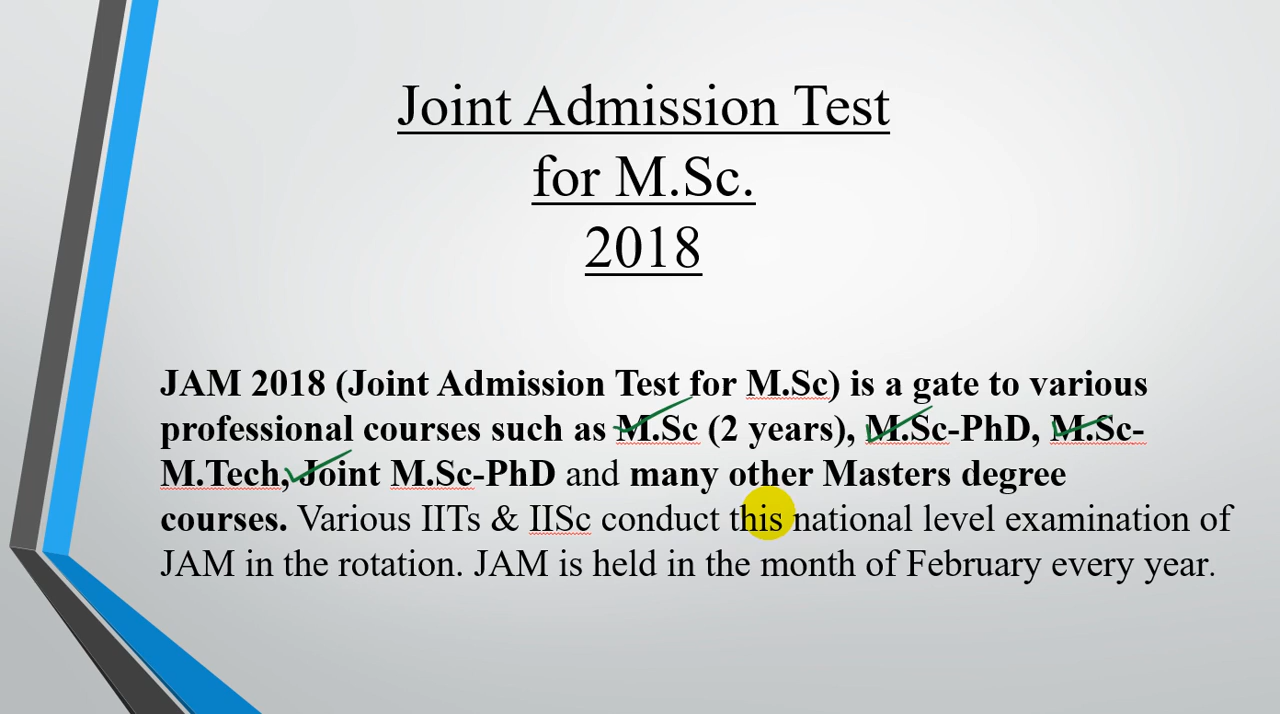 Joint Admission Test
for M.Sc.
2018
JAM 2018 (Joint Admission Test for M.Sc) is a gate to various
professional courses such as M.Sc (2 years), M.Sc-PhD, M.Sc-
M.Tech, Joint M.Sc-PhD and many other Masters degree
courses. Various IITs & IISc conduct this national level examination of
JAM in the rotation. JAM is held in the month of February every year.